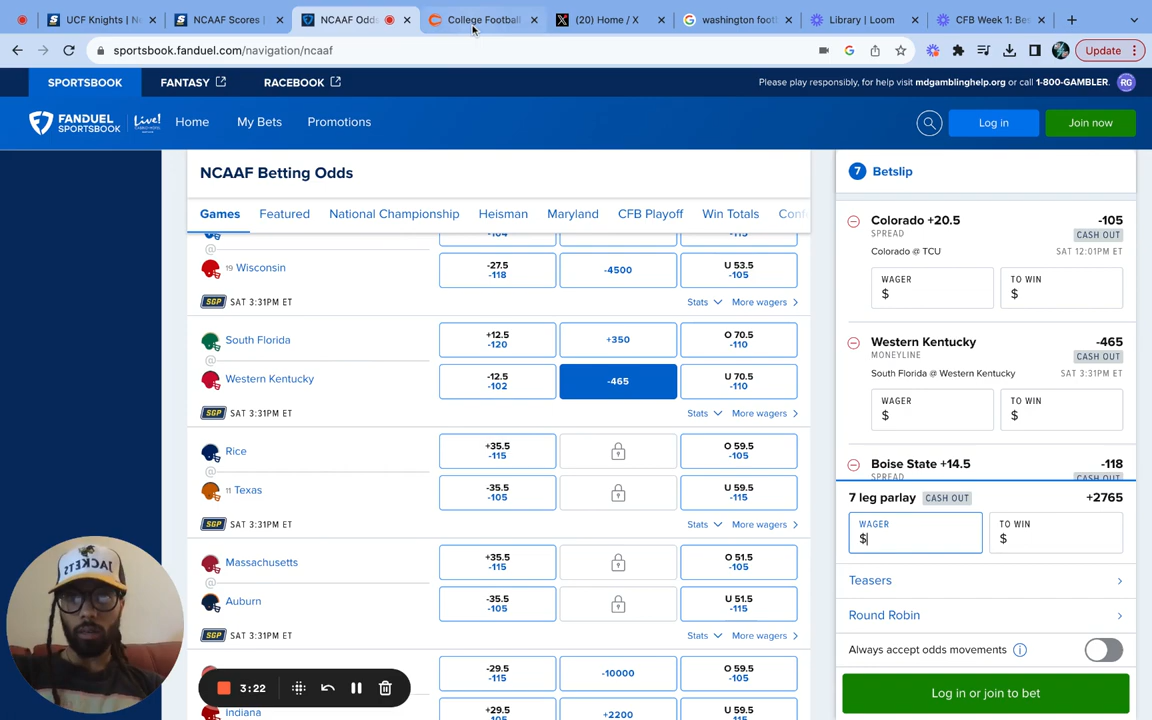 UCF Knights | N
NCAAF Scores |
NCAAF Odds
College Football
(20) Home / X
washington footb
Library | Loom
CFB Week 1: Bes
sportsbook.fanduel.com/navigation/ncaaf
Update
SPORTSBOOK
FANTASY
RACEBOOK
Please play responsibly, for help visit mdgamblinghelp.org or call 1-800-GAMBLER.
RG
FANDUEL
SPORTSBOOK
Live!
Home
My Bets
Promotions
Log in
Join now
NCAAF Betting Odds
Games
Featured
National Championship
Heisman
Maryland
CFB Playoff
Win Totals
Conf
19 Wisconsin
-27.5
-118
-4500
U 53.5
-105
SGP SAT 3:31PM ET
Stats
More wagers
South Florida
+12.5
-120
+350
O 70.5
-110
@
Western Kentucky
-12.5
-102
-465
U 70.5
-110
SGP SAT 3:31PM ET
Stats
More wagers
Rice
+35.5
-115
O 59.5
-105
@
11 Texas
-35.5
-105
U 59.5
-115
SGP SAT 3:31PM ET
Stats
More wagers
Massachusetts
+35.5
-115
O 51.5
-105
@
Auburn
-35.5
-105
U 51.5
-115
SGP SAT 3:31PM ET
Stats
More wagers
-29.5
-115
-10000
O 59.5
-105
Indiana
+29.5
+2200
U 59.5
3:22
JACKETS
7 Betslip
Colorado +20.5
-105
SPREAD
CASH OUT
Colorado @ TCU
SAT 12:01PM ET
WAGER
$
TO WIN
$
Western Kentucky
-465
MONEYLINE
CASH OUT
South Florida @ Western Kentucky
SAT 3:31PM ET
WAGER
$
TO WIN
$
Boise State +14.5
-118
SPREAD
CASH OUT
7 leg parlay CASH OUT
+2765
WAGER
$
TO WIN
$
Teasers
Round Robin
Always accept odds movements
Log in or join to bet